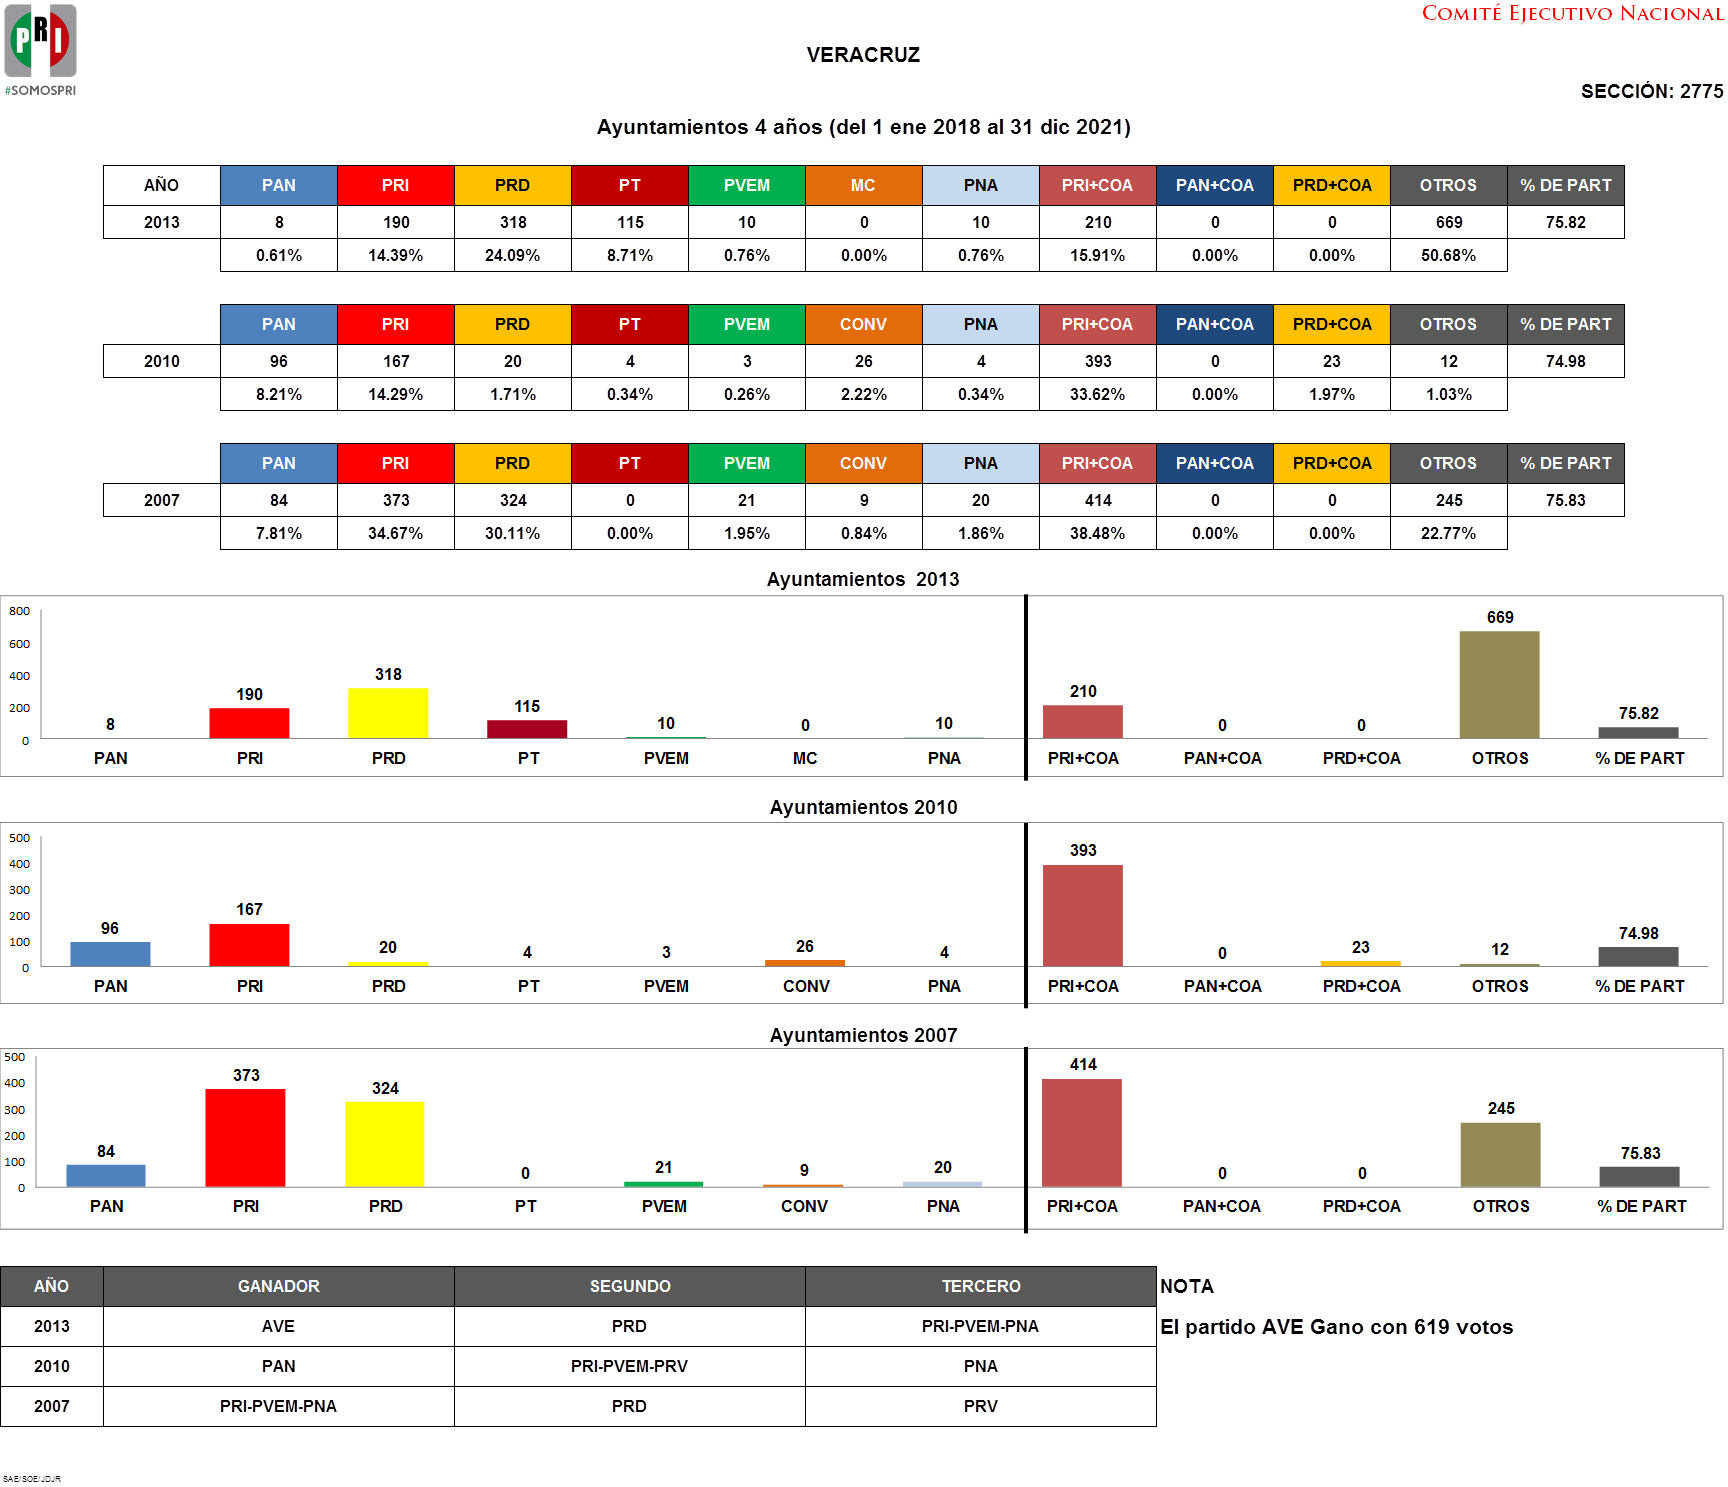 PRI
#SOMOSPRI
COMITÉ EJECUTIVO NACIONAL
VERACRUZ
SECCIÓN: 2775
Ayuntamientos 4 años (del 1 ene 2018 al 31 dic 2021)
AÑO PAN PRI PRD PT PVEM MC PNA PRI+COA PAN+COA PRD+COA OTROS % DE PART
2013 8 190 318 115 10 0 10 210 0 0 669 75.82
0.61% 14.39% 24.09% 8.71% 0.76% 0.00% 0.76% 15.91% 0.00% 0.00% 50.68%
PAN PRI PRD PT PVEM CONV PNA PRI+COA PAN+COA PRD+COA OTROS % DE PART
2010 96 167 20 4 3 26 4 393 0 23 12 74.98
8.21% 14.29% 1.71% 0.34% 0.26% 2.22% 0.34% 33.62% 0.00% 1.97% 1.03%
PAN PRI PRD PT PVEM CONV PNA PRI+COA PAN+COA PRD+COA OTROS % DE PART
2007 84 373 324 0 21 9 20 414 0 0 245 75.83
7.81% 34.67% 30.11% 0.00% 1.95% 0.84% 1.86% 38.48% 0.00% 0.00% 22.77%
Ayuntamientos 2013
800
600
400
200
0
8 190 318 115 10 0 10 210 0 0 669 75.82
PAN PRI PRD PT PVEM MC PNA PRI+COA PAN+COA PRD+COA OTROS % DE PART
Ayuntamientos 2010
500
400
300
200
100
0
96 167 20 4 3 26 4 393 0 23 12 74.98
PAN PRI PRD PT PVEM CONV PNA PRI+COA PAN+COA PRD+COA OTROS % DE PART
Ayuntamientos 2007
500
400
300
200
100
0
84 373 324 0 21 9 20 414 0 0 245 75.83
PAN PRI PRD PT PVEM CONV PNA PRI+COA PAN+COA PRD+COA OTROS % DE PART
AÑO GANADOR SEGUNDO TERCERO NOTA
2013 AVE PRD PRI-PVEM-PNA El partido AVE Gano con 619 votos
2010 PAN PRI-PVEM-PRV PNA
2007 PRI-PVEM-PNA PRD PRV
SAE/SOE/JDJR